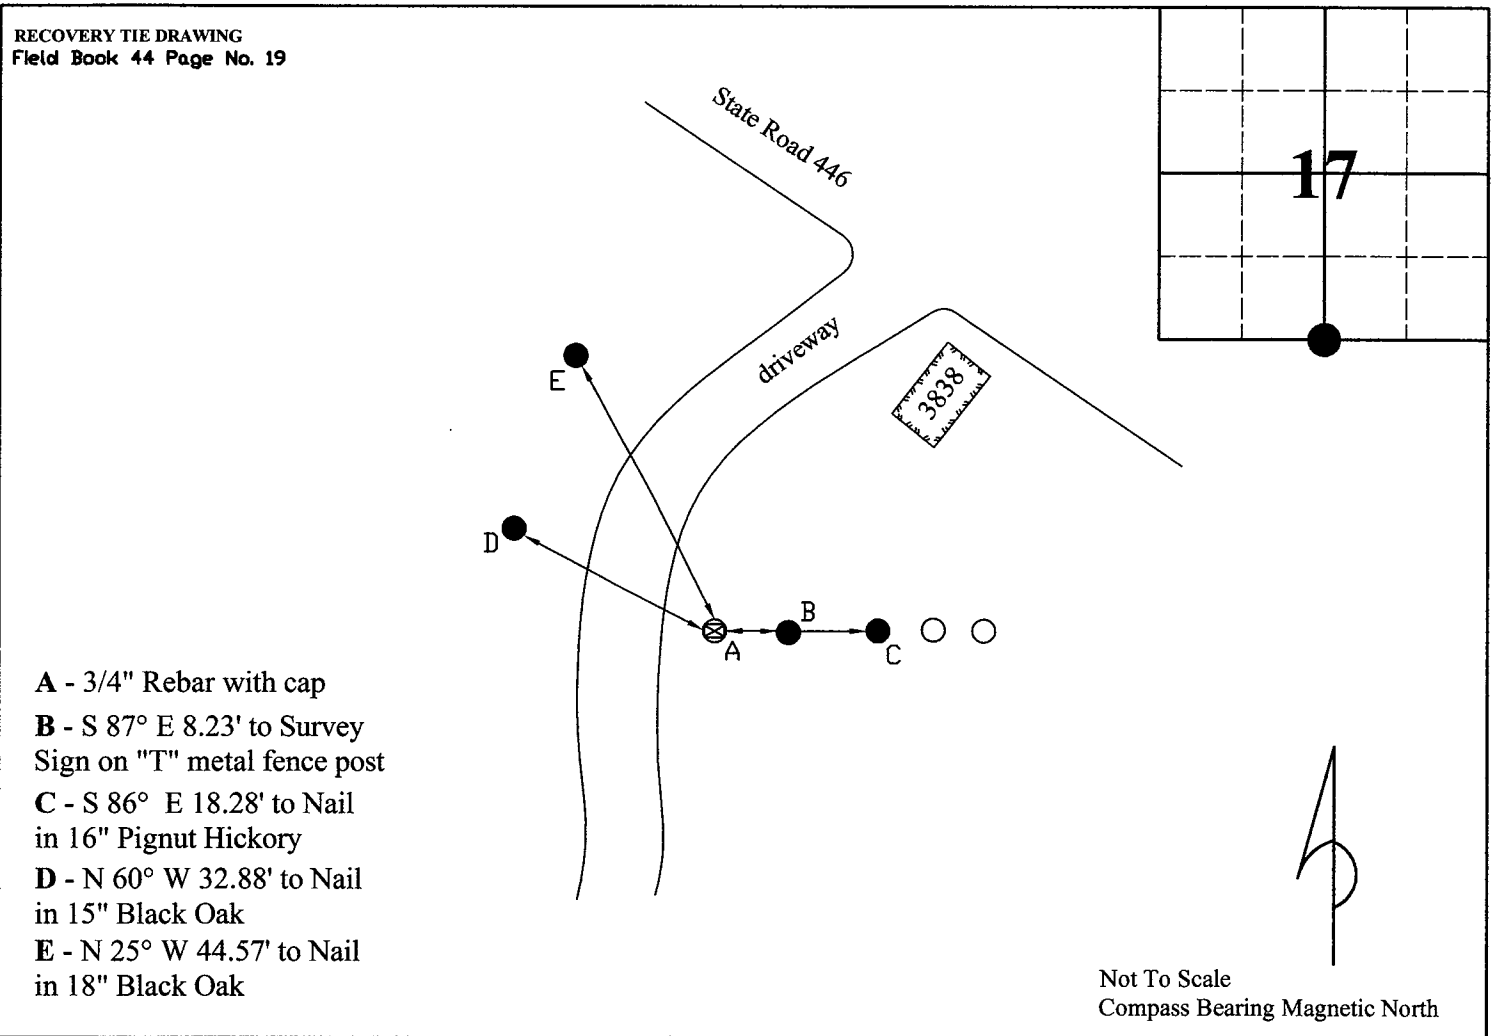 RECOVERY TIE DRAWING
Field Book 44 Page No. 19
State Road 446
17
driveway
3838
E
D
B
A
C
A - 3/4" Rebar with cap
B - S 87° E 8.23' to Survey
Sign on "T" metal fence post
C - S 86° E 18.28' to Nail
in 16" Pignut Hickory
D - N 60° W 32.88' to Nail
in 15" Black Oak
E - N 25° W 44.57' to Nail
in 18" Black Oak
Not To Scale
Compass Bearing Magnetic North